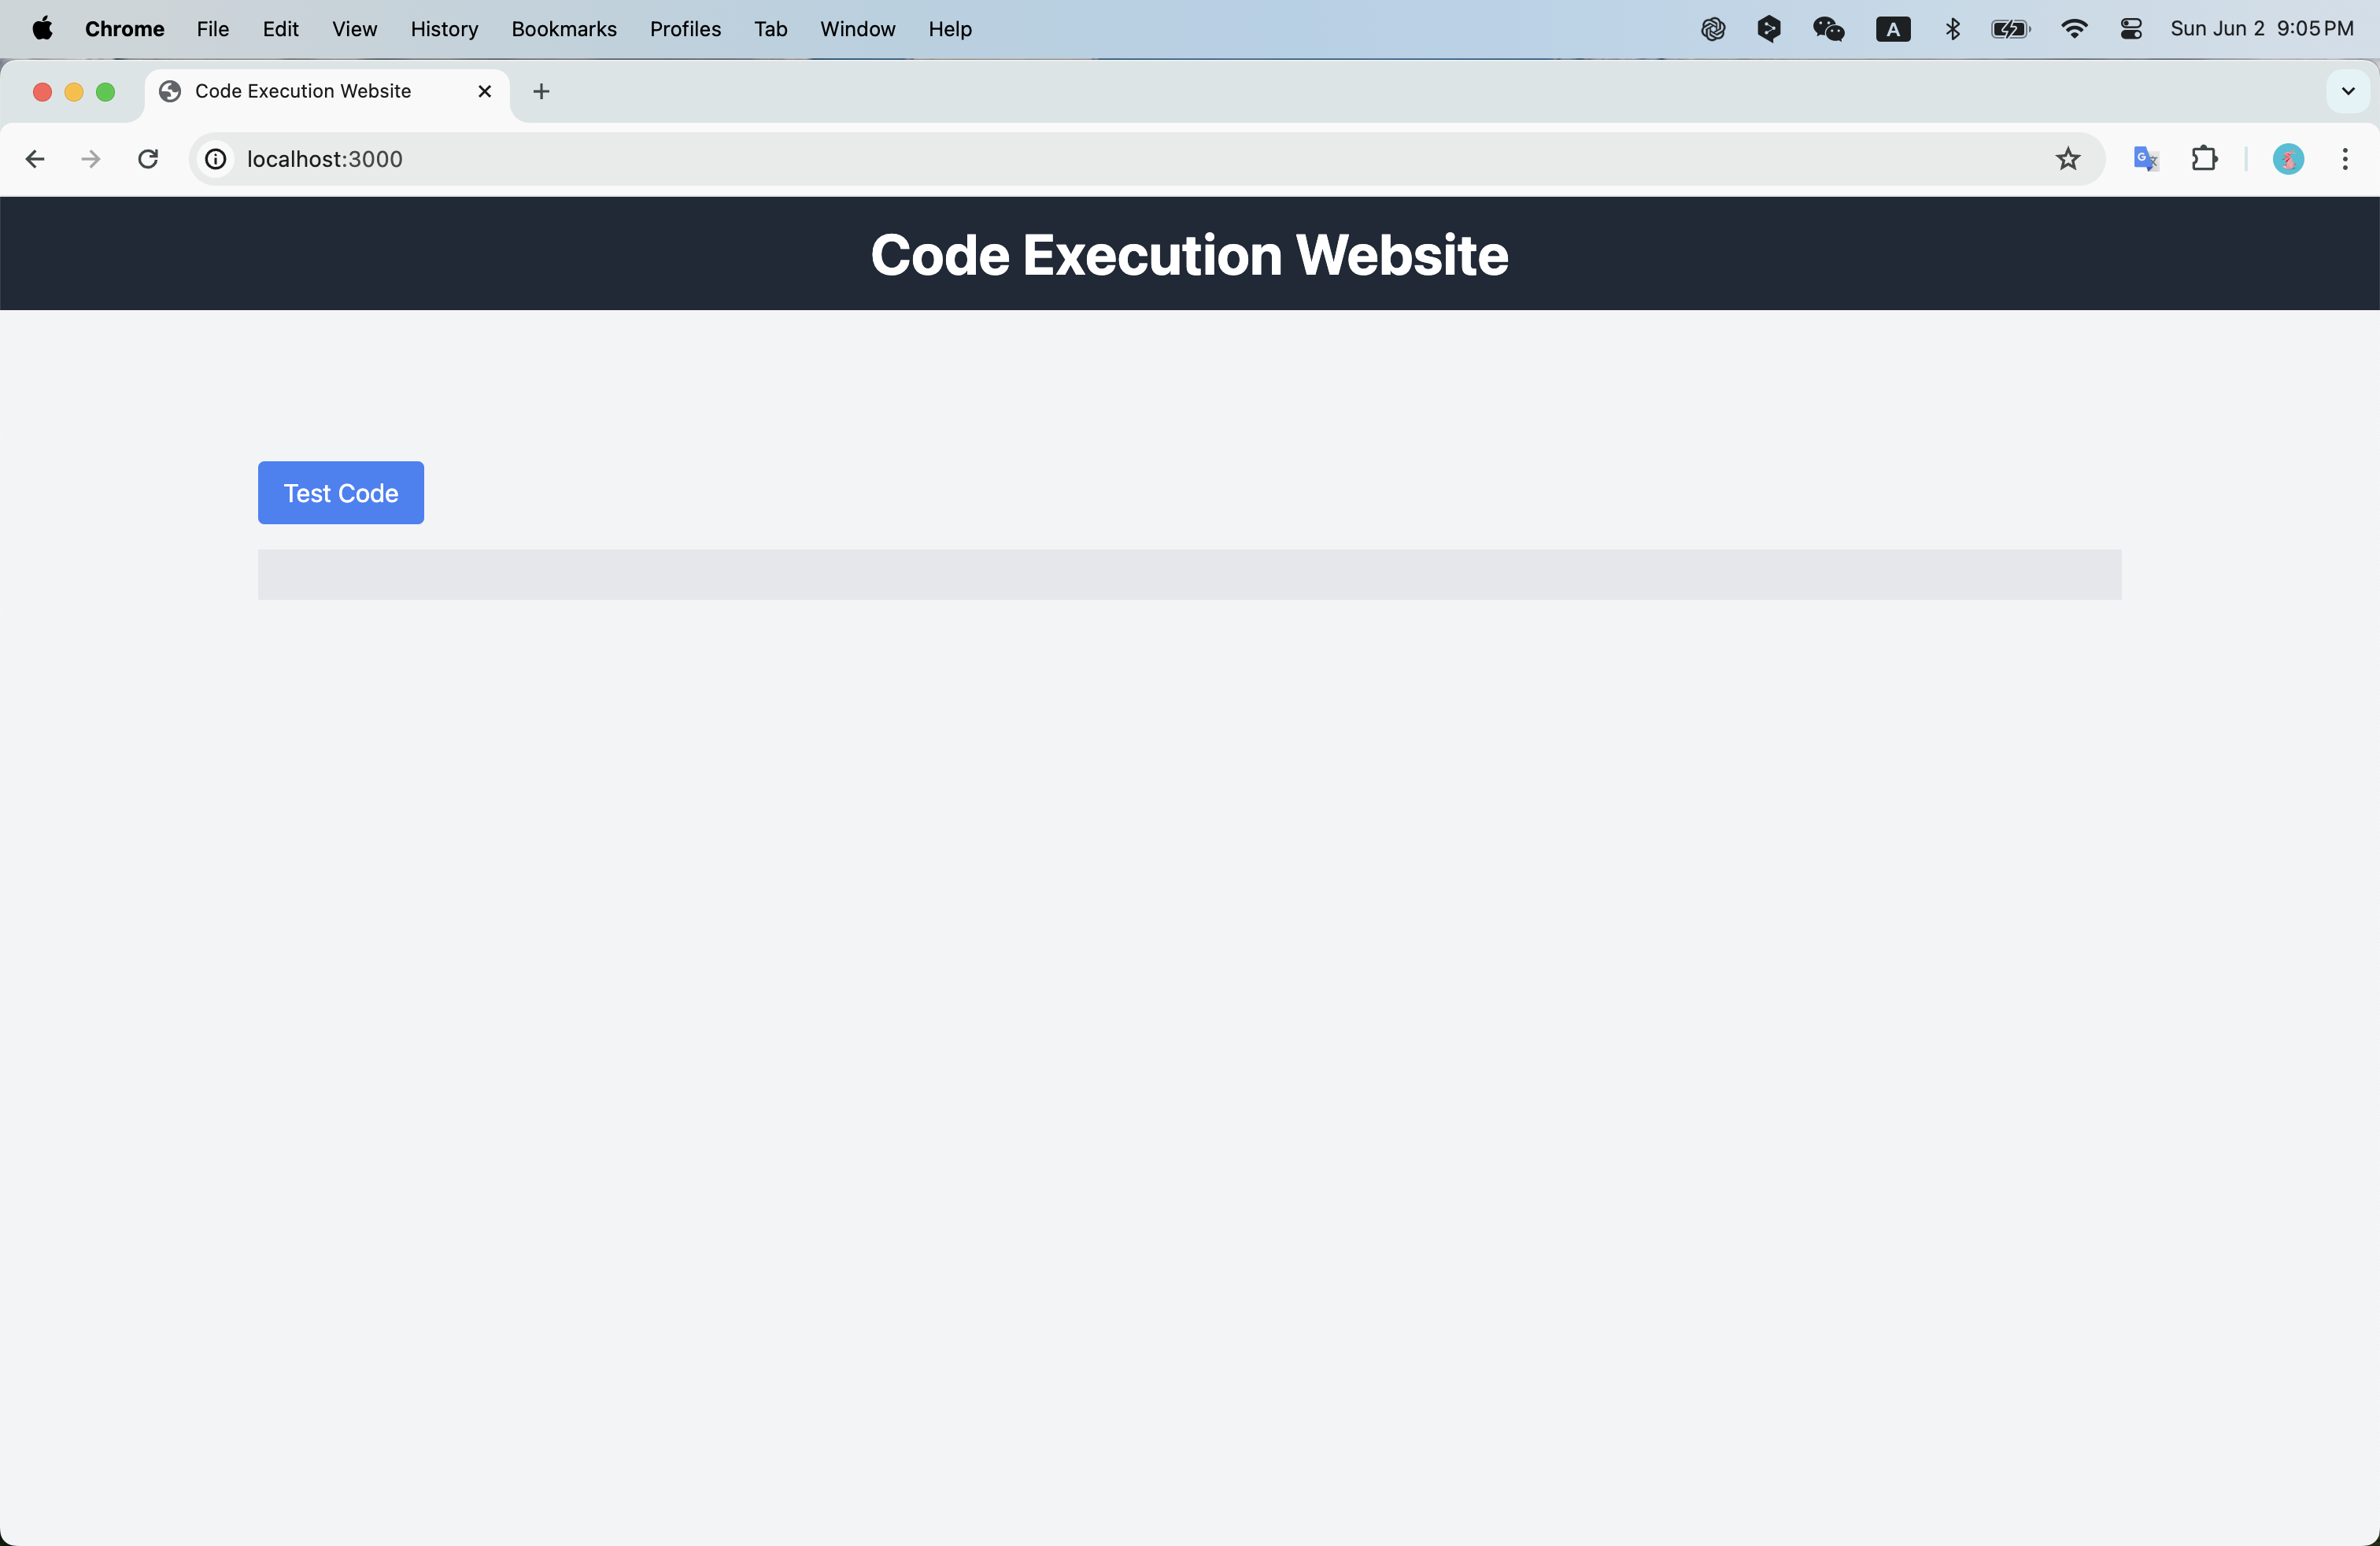 Chrome File Edit View History Bookmarks Profiles Tab Window Help A Sun Jun 2 9:05 PM
Code Execution Website
localhost:3000
Code Execution Website
Test Code